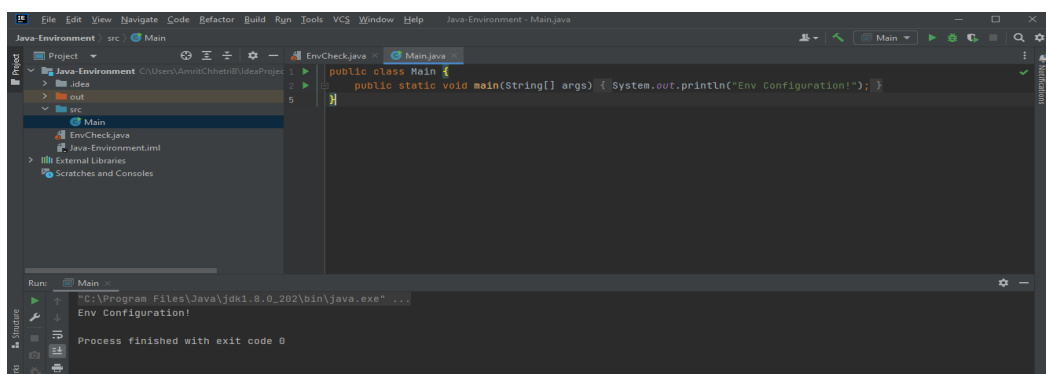 File Edit View Navigate Code Refactor Build Run Tools VCS Window Help Java-Environment - Main.java
Java-Environment src Main Main
Project EnvCheck.java Main.java
Java-Environment C:\Users\AmritChhetriB\IdeaProjec
.idea
out
src
Main
EnvCheck.java
Java-Environment.iml
External Libraries
Scratches and Consoles
1 public class Main {
2 public static void main(String[] args) { System.out.println("Env Configuration!"); }
5 }
Project
Notifications
Run: Main
"C:\Program Files\Java\jdk1.8.0_202\bin\java.exe" ...
Env Configuration!
Process finished with exit code 0
Structure